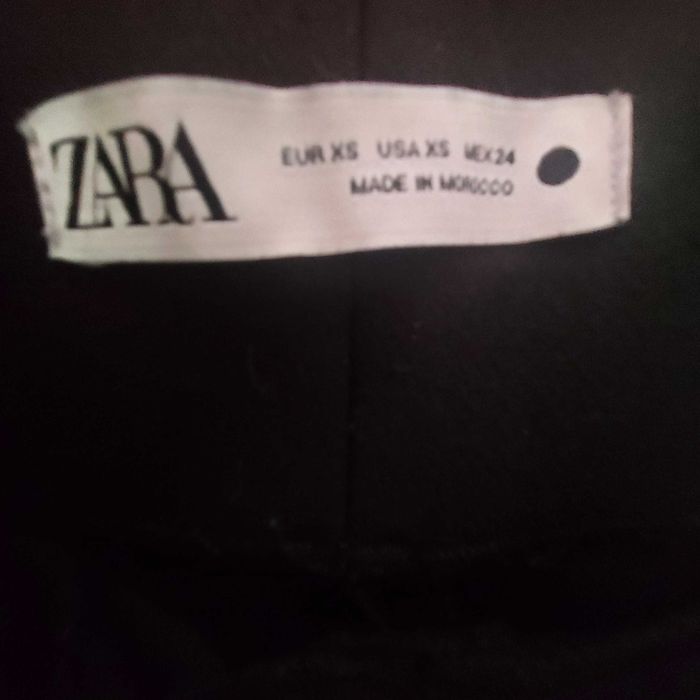 ZARA
EUR XS USA XS MEX 24
MADE IN MOROCCO